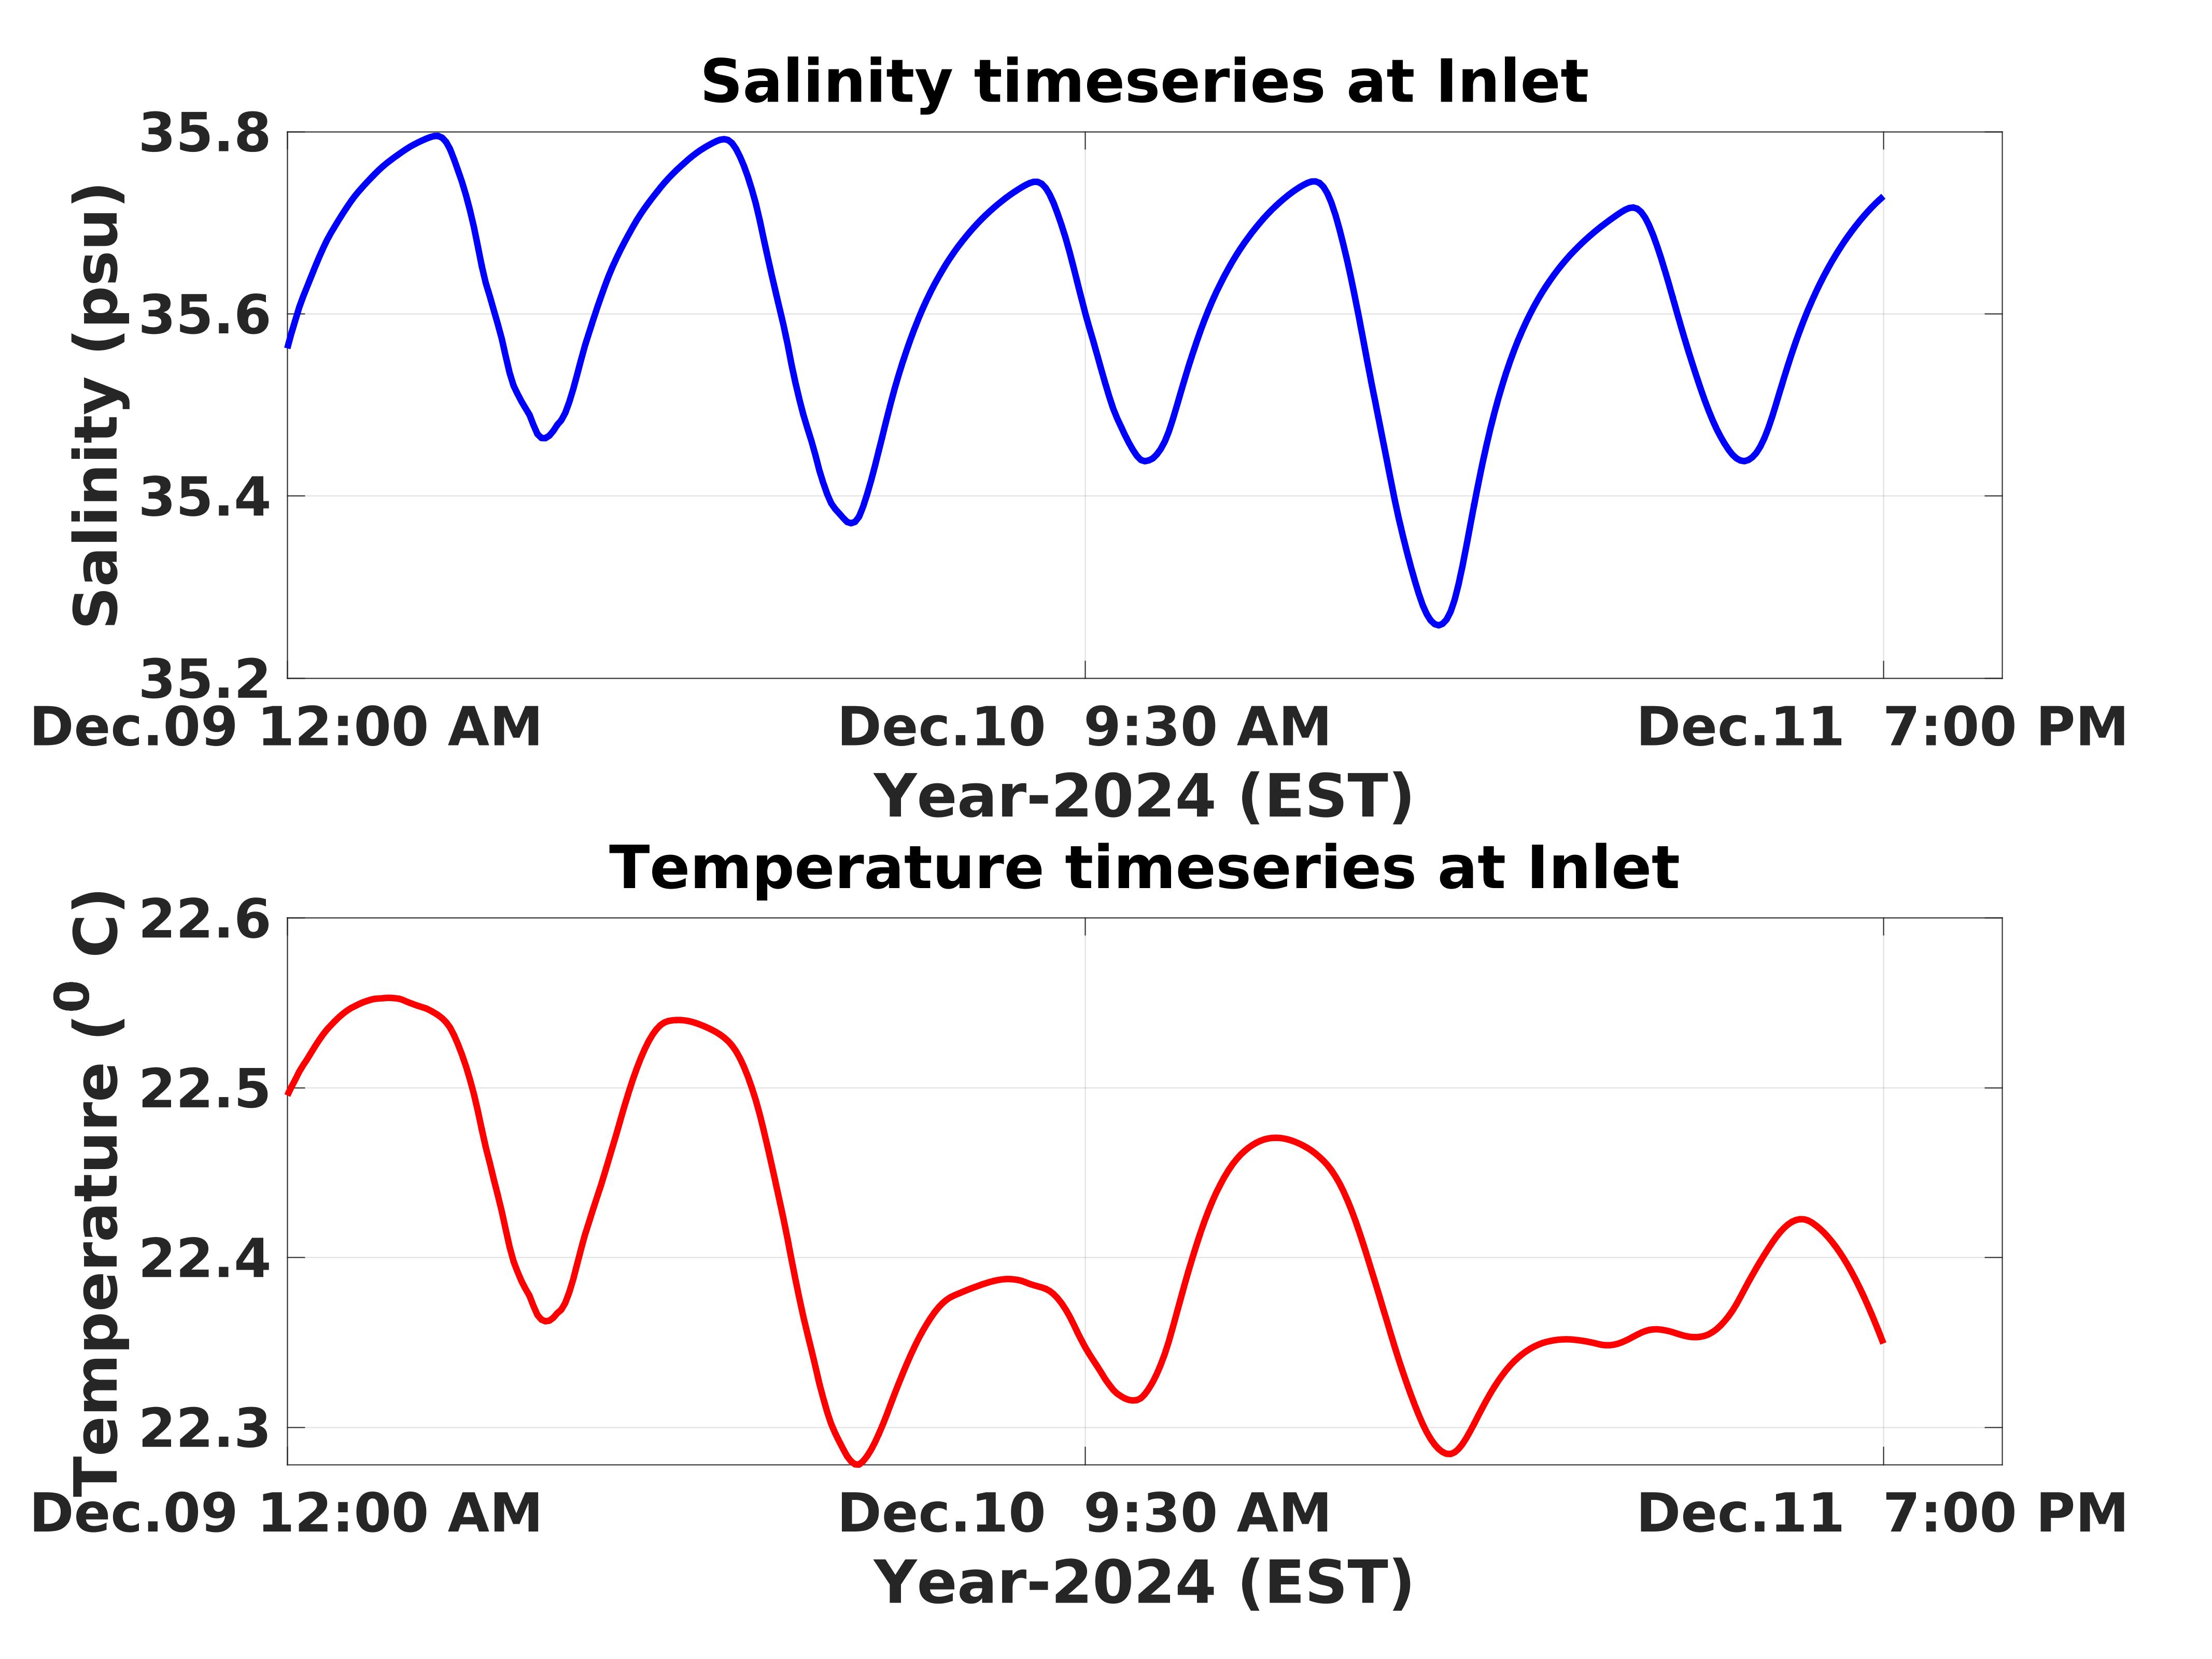 Salinity timeseries at Inlet
Salinity (psu)
35.8
35.6
35.4
35.2
Dec.09 12:00 AM Dec.10  9:30 AM Dec.11  7:00 PM
Year-2024 (EST)
Temperature timeseries at Inlet
Temperature (⁰ C)
22.6
22.5
22.4
22.3
Dec.09 12:00 AM Dec.10  9:30 AM Dec.11  7:00 PM
Year-2024 (EST)